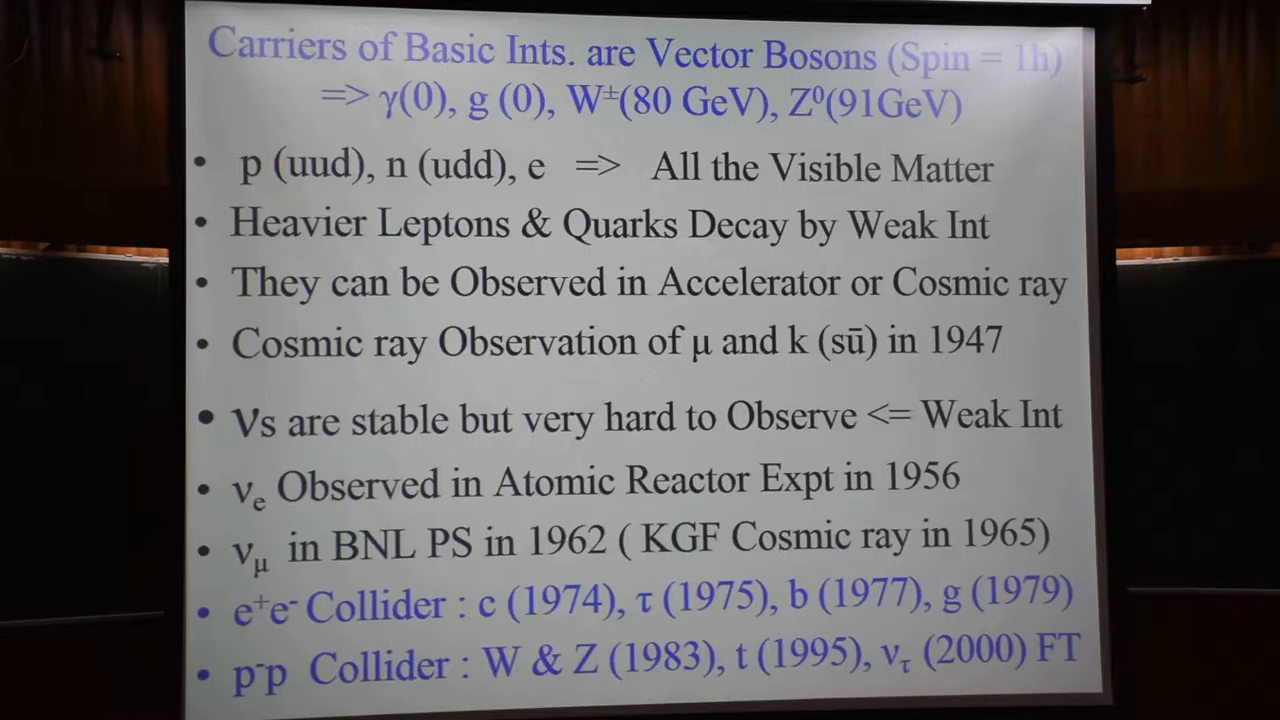 Carriers of Basic Ints. are Vector Bosons (Spin = 1h)
=> γ(0), g (0), W±(80 GeV), Z⁰(91GeV)
• p (uud), n (udd), e => All the Visible Matter
• Heavier Leptons & Quarks Decay by Weak Int
• They can be Observed in Accelerator or Cosmic ray
• Cosmic ray Observation of μ and k (sū) in 1947
• νs are stable but very hard to Observe <= Weak Int
• νₑ Observed in Atomic Reactor Expt in 1956
• ν_μ in BNL PS in 1962 ( KGF Cosmic ray in 1965)
• e⁺e⁻ Collider : c (1974), τ (1975), b (1977), g (1979)
• p⁻p Collider : W & Z (1983), t (1995), ν_τ (2000) FT